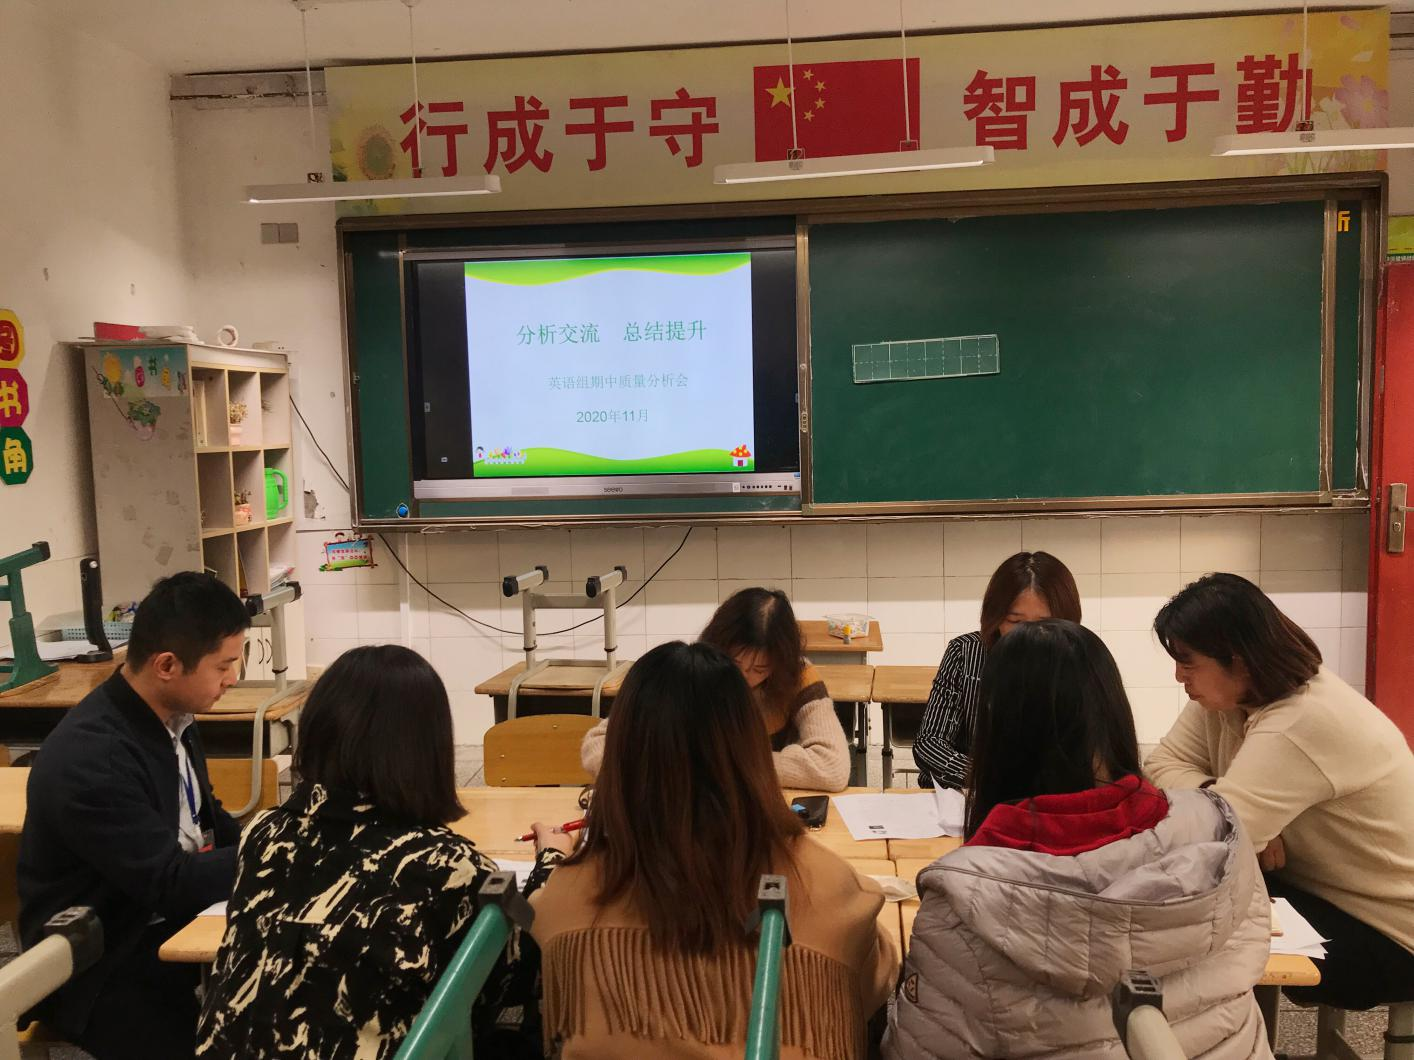 行成于守 智成于勤
分析交流 总结提升
英语组期中质量分析会
2020年11月
seewo
图
书
角